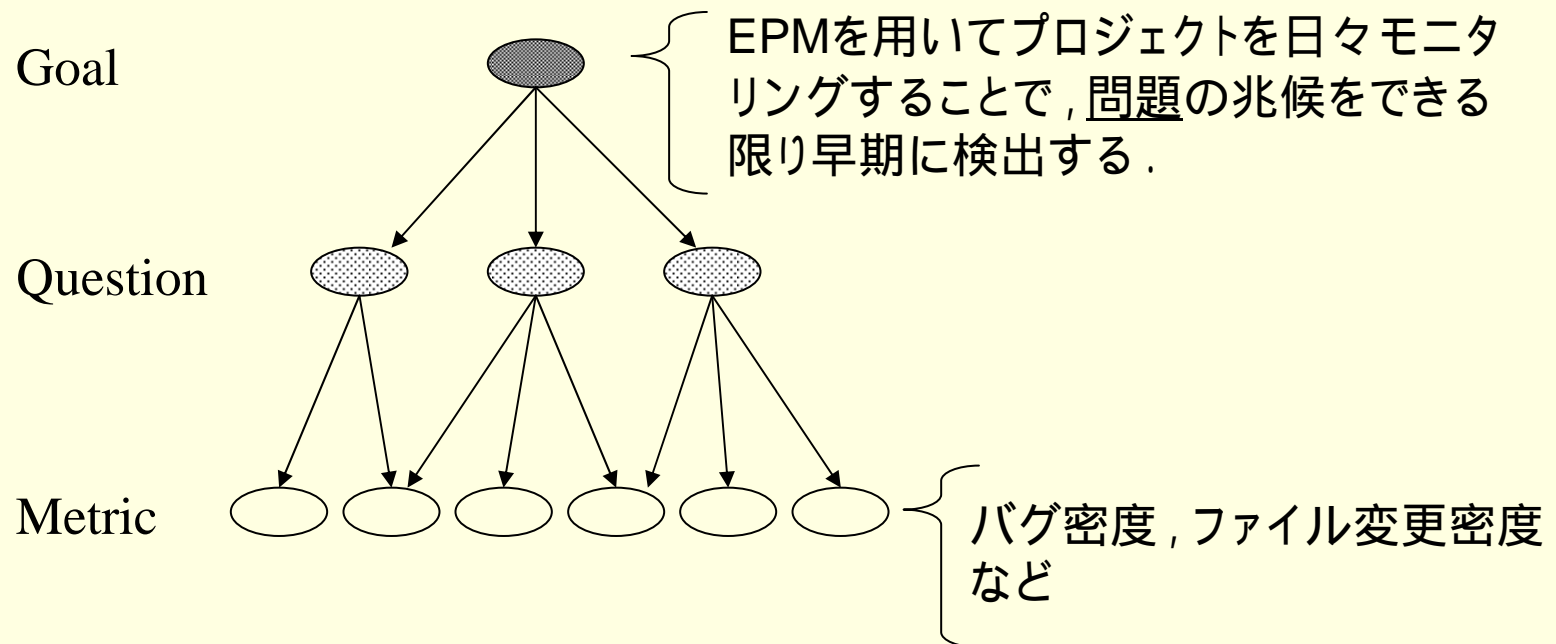 Goal
EPMを用いてプロジェクトを日々モニタ
リングすることで , 問題の兆候をできる
限り早期に検出する .
Question
Metric
バグ密度 , ファイル変更密度
など